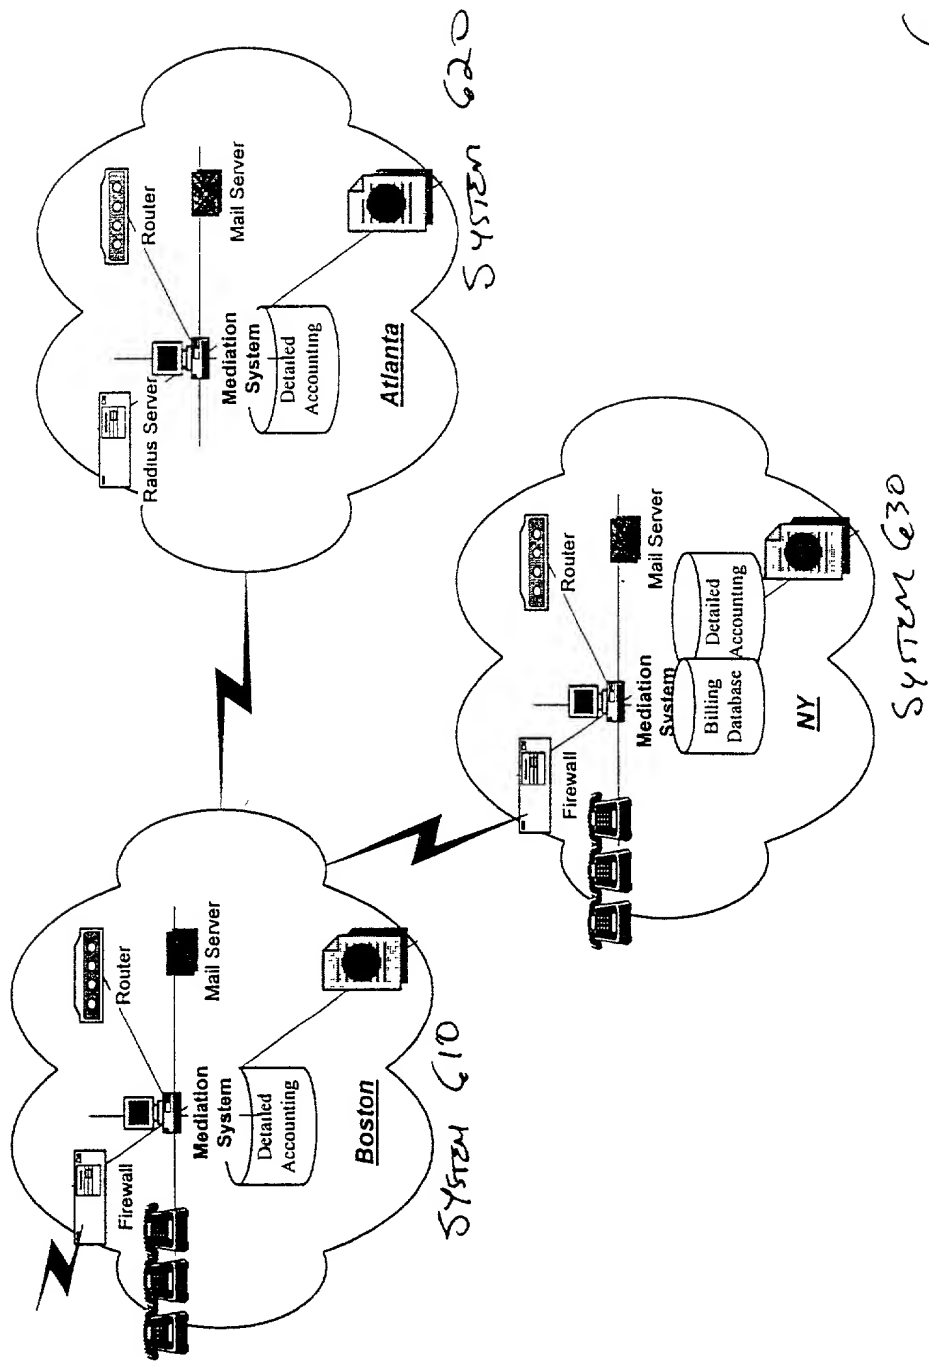 Firewall
Router
Mail Server
Mediation
System
Detailed
Accounting
Boston
SYSTEM 610
Radius Server
Router
Mail Server
Mediation
System
Detailed
Accounting
Atlanta
SYSTEM 620
Firewall
Router
Mail Server
Mediation
System
Billing
Database
Detailed
Accounting
NY
SYSTEM 630